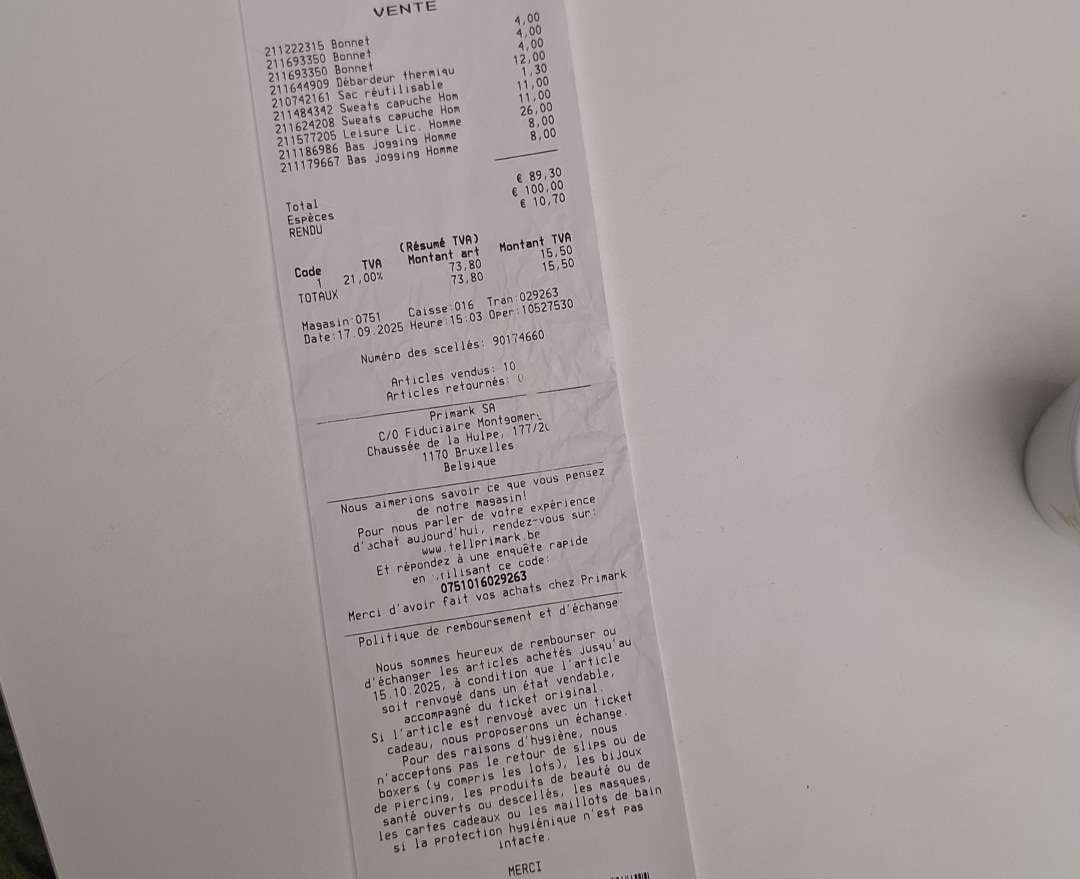 VENTE
211222315 Bonnet 4,00
211693350 Bonnet 4,00
211693350 Bonnet 4,00
211644909 Débardeur thermiqu 12,00
210742161 Sac réutilisable 1,30
211484342 Sweats capuche Hom 11,00
211624208 Sweats capuche Hom 11,00
211577205 Leisure Lic. Homme 26,00
211186986 Bas jogging Homme 8,00
211179667 Bas jogging Homme 8,00
Total € 89,30
Espèces € 100,00
RENDU € 10,70
(Résumé TVA)
Code TVA Montant art Montant TVA
1 21,00% 73,80 15,50
TOTAUX 73,80 15,50
Magasin:0751 Caisse:016 Tran:029263
Date:17.09.2025 Heure:15:03 Oper:10527530
Numéro des scellés: 90174660
Articles vendus: 10
Articles retournés:
Primark SA
C/O Fiduciaire Montgomery
Chaussée de la Hulpe,
1170 Bruxelles
Belgique
Nous aimerions savoir ce que vous pensez
de notre magasin!
Pour nous parler de votre expérience
d'achat aujourd'hui, rendez-vous sur:
www.tellprimark.be
Et répondez à une enquête rapide
en utilisant ce code:
0751016029263
Merci d'avoir fait vos achats chez Primark
Politique de remboursement et d'échange
Nous sommes heureux de rembourser ou
d'échanger les articles achetés jusqu'au
15.10.2025, à condition que l'article
soit renvoyé dans un état vendable,
accompagné du ticket original.
Si l'article est renvoyé avec un ticket
cadeau, nous proposerons un échange.
Pour des raisons d'hygiène, nous
n'acceptons pas le retour de slips ou de
boxers (y compris les lots), les bijoux
de piercing, les produits de beauté ou de
santé ouverts ou descellés, les masques,
les cartes cadeaux ou les maillots de bain
si la protection hygiénique n'est pas
intacte.
MERCI